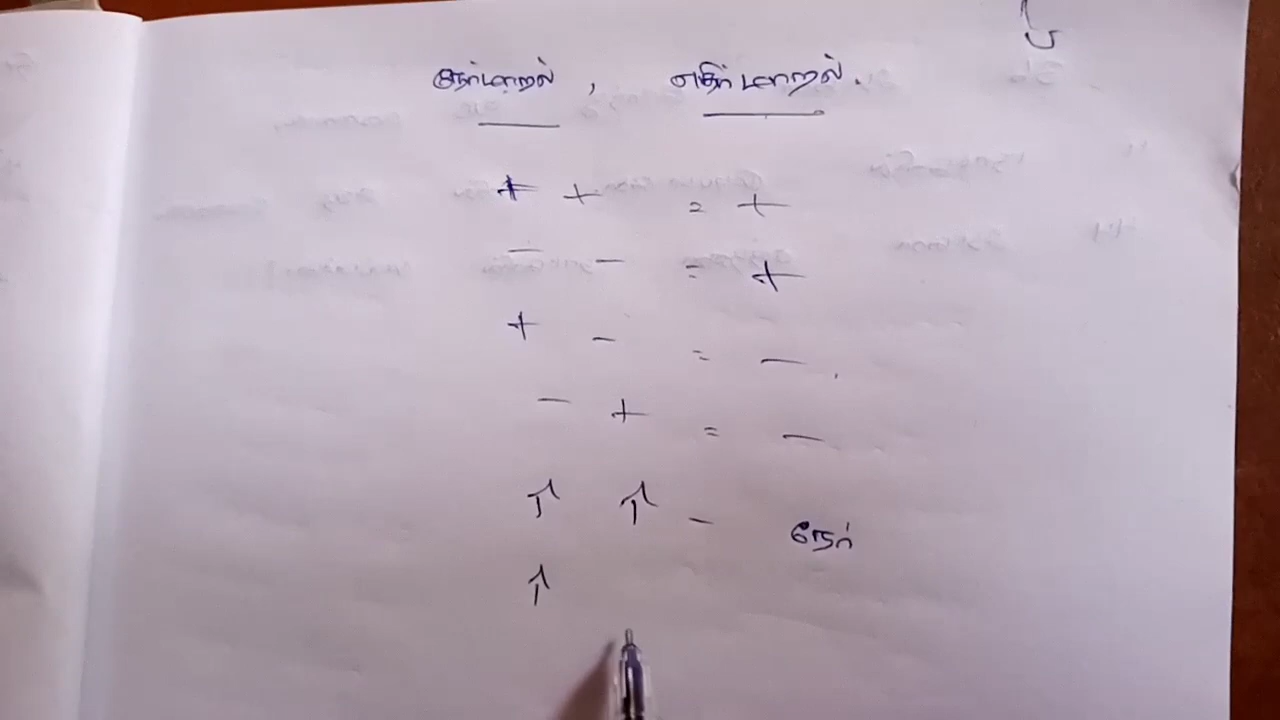 நேர்மாறல் , எதிர்மாறல்.
+ + = +
- - = +
+ - = - .
- + = -
↑ ↑ - நேர்
↑